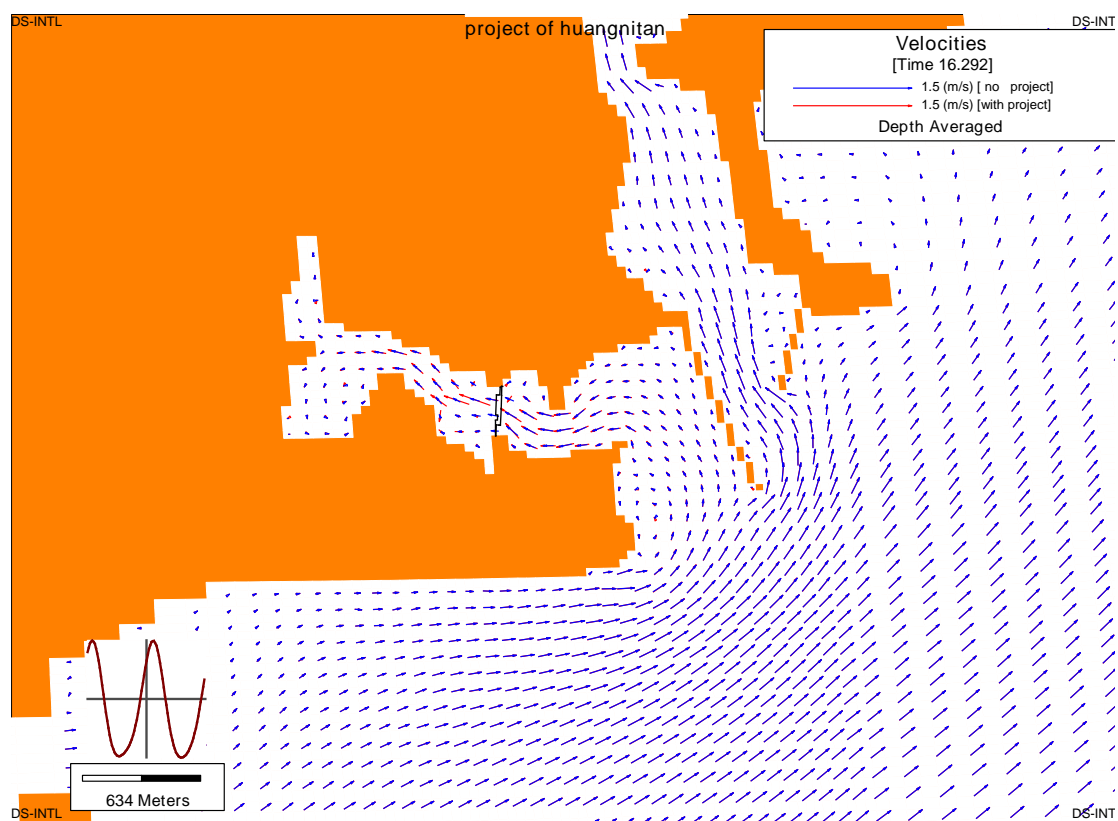 DS-INTL
project of huangnitan
DS-INT
Velocities
[Time 16.292]
1.5 (m/s) [ no project]
1.5 (m/s) [with project]
Depth Averaged
634 Meters
DS-INTL
DS-INT